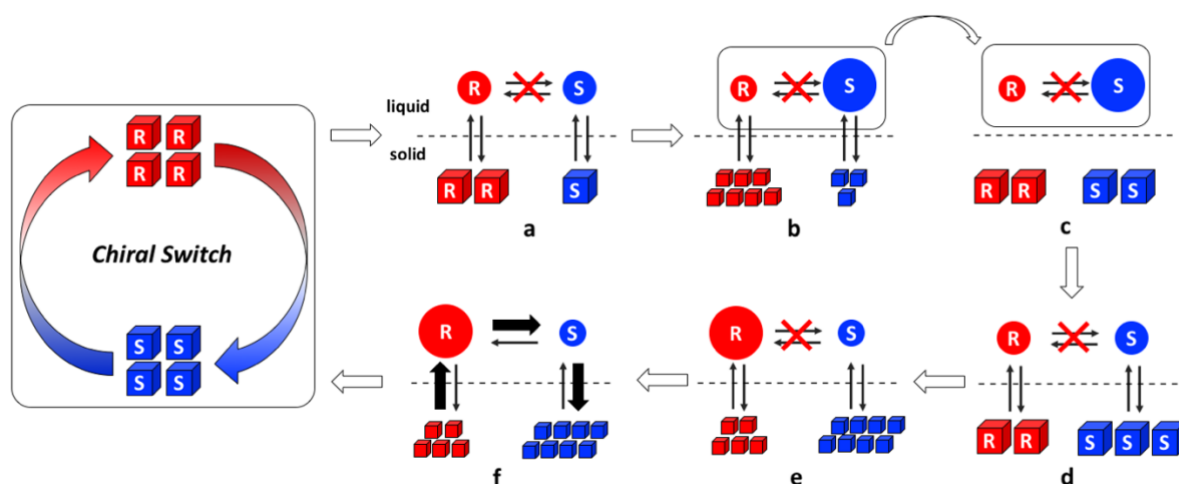 R R
R R
Chiral Switch
S S
S S
liquid
solid
R S
R R S
a
R S
b
R S
R R S S
c
R S
R R S S S
d
R S
e
R S
f